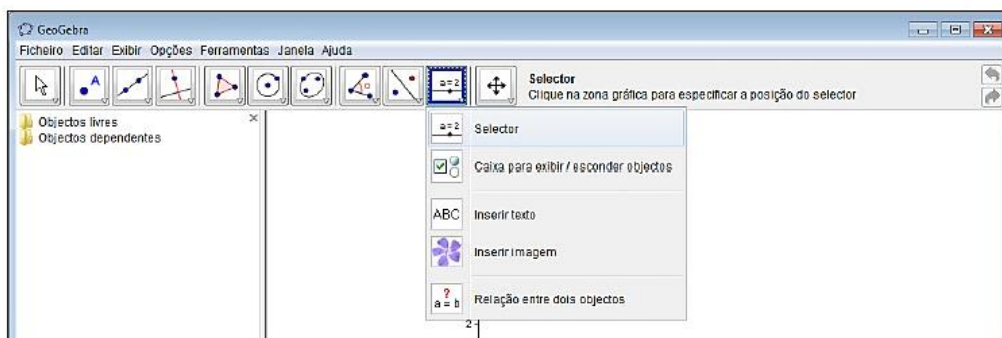 GeoGebra
Ficheiro Editar Exibir Opções Ferramentas Janela Ajuda
A
a=2
Selector
Clique na zona gráfica para especificar a posição do selector
Objectos livres
Objectos dependentes
a=2 Selector
Caixa para exibir / esconder objectos
ABC Inserir texto
Inserir imagem
? a = b Relação entre dois objectos
2